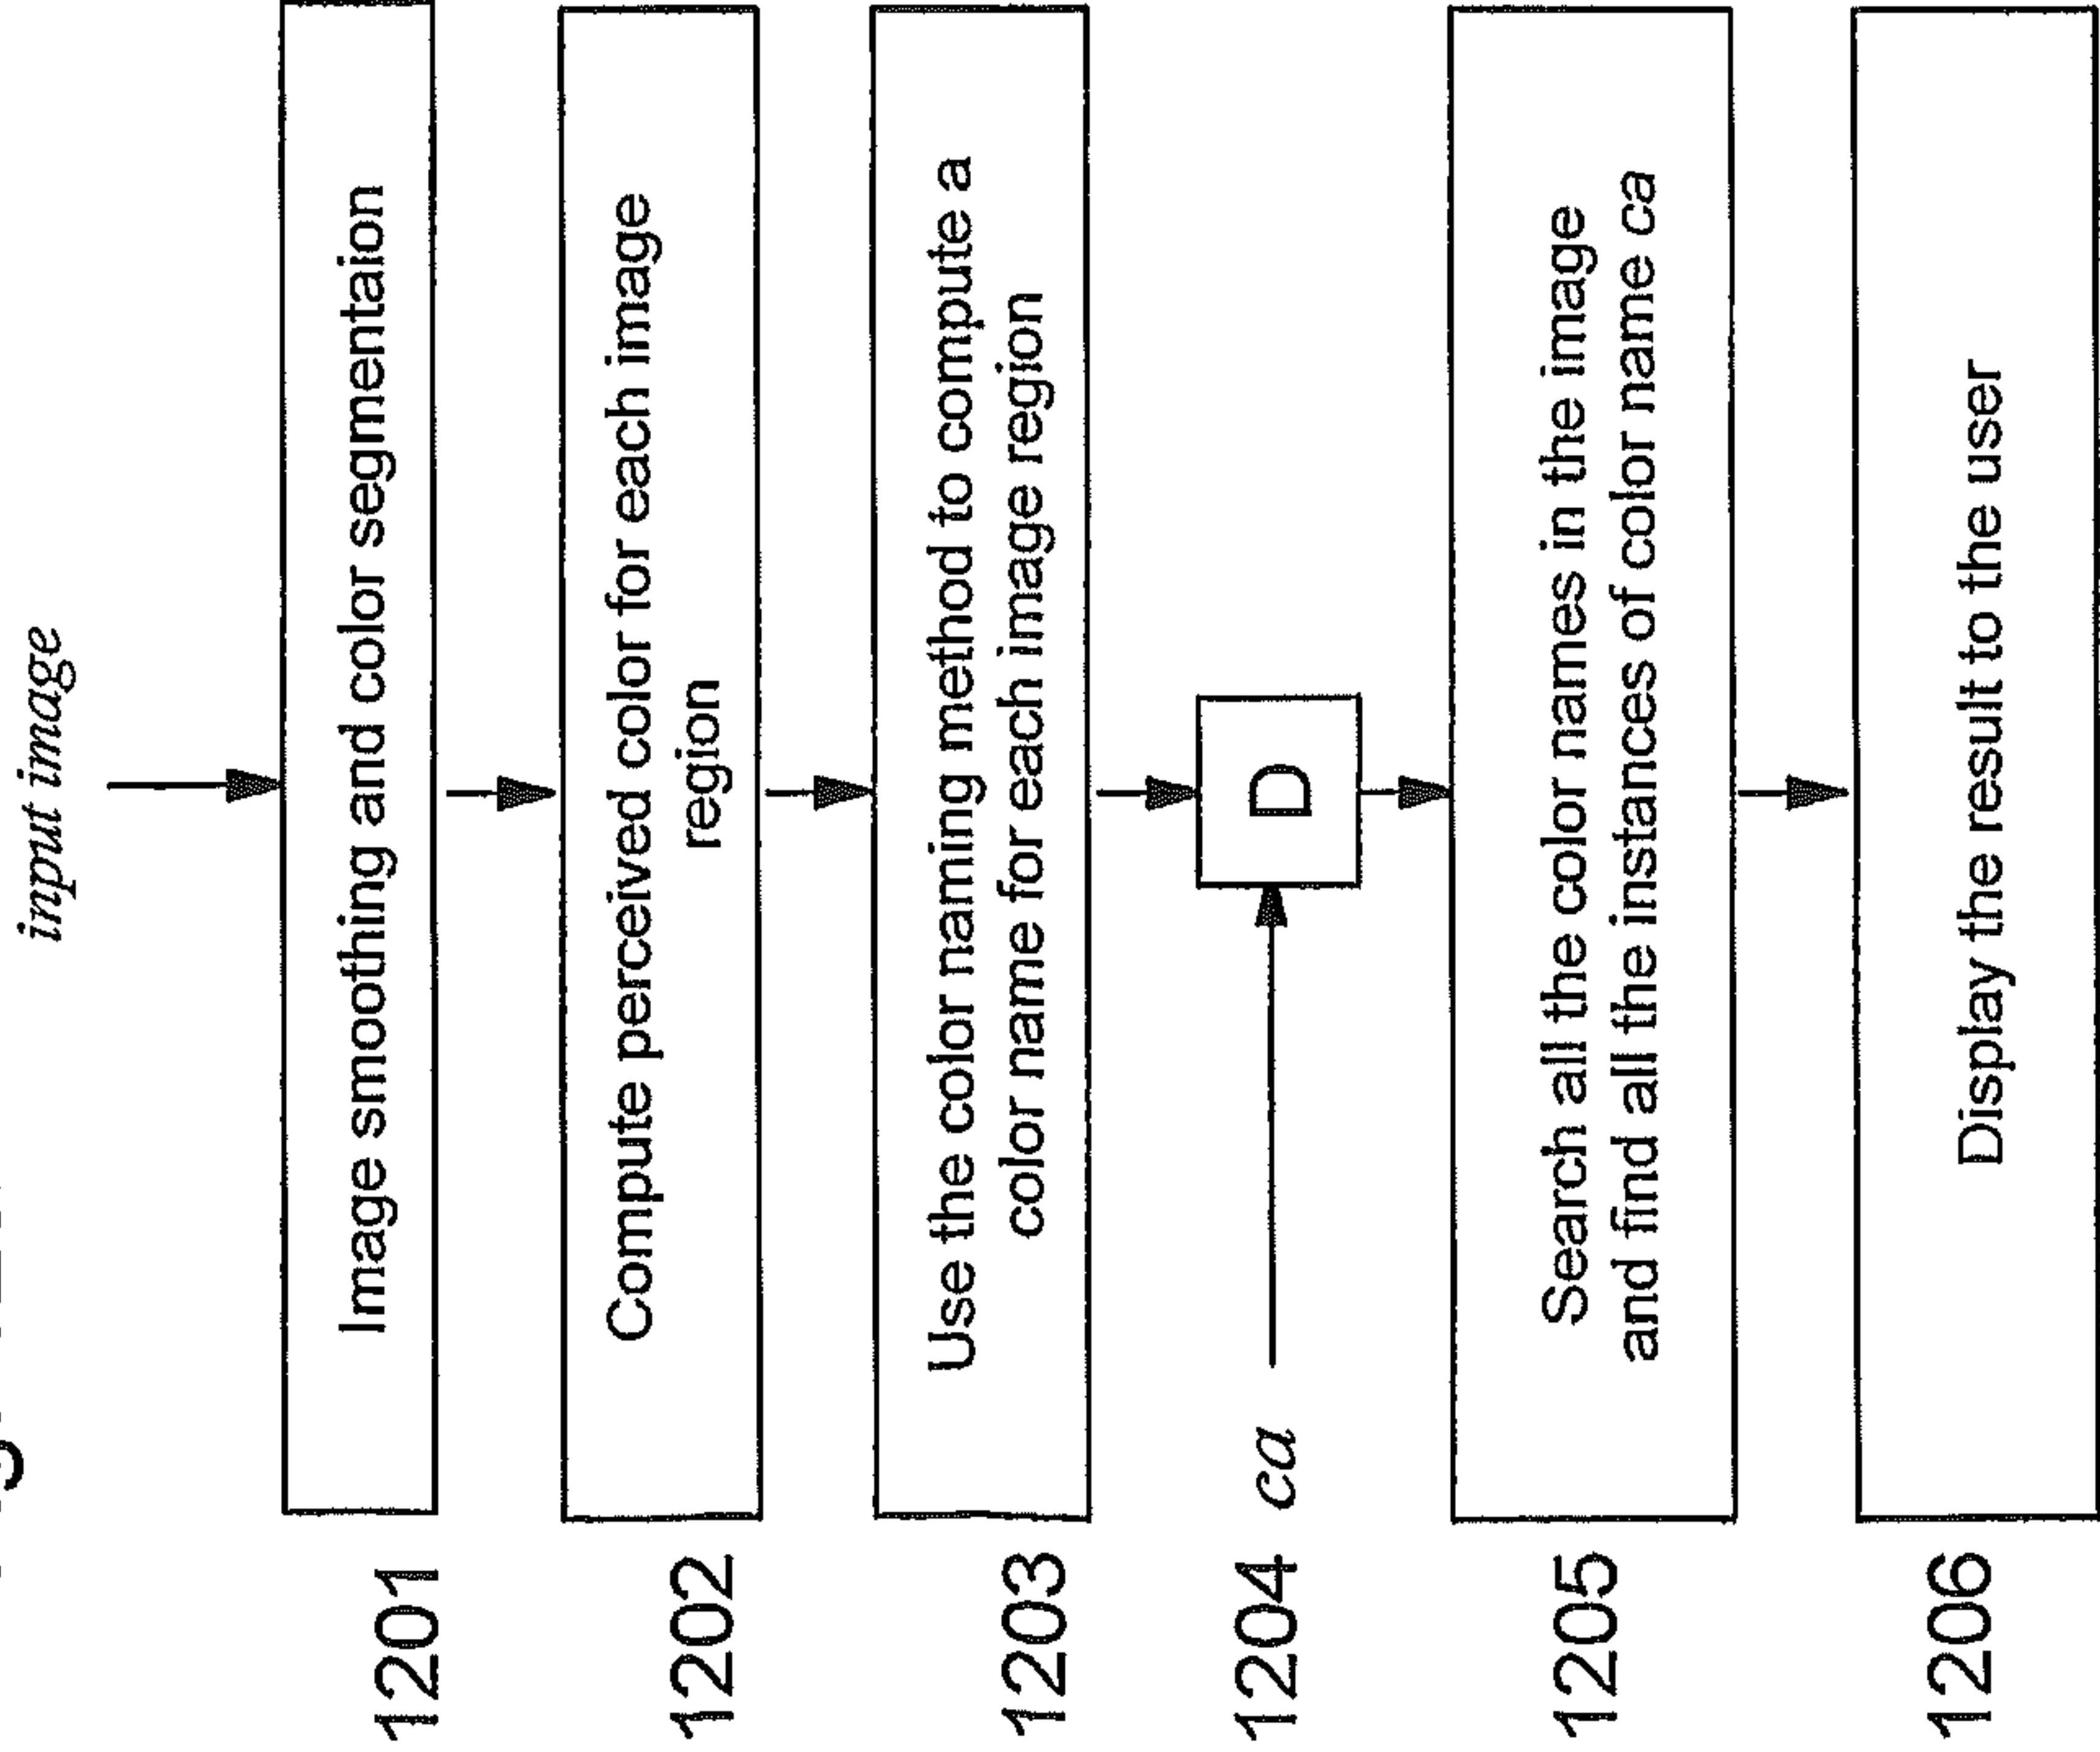 input image
1201
Image smoothing and color segmentaion
1202
Compute perceived color for each image
region
1203
Use the color naming method to compute a
color name for each image region
1204
ca
D
1205
Search all the color names in the image
and find all the instances of color name ca
1206
Display the result to the user